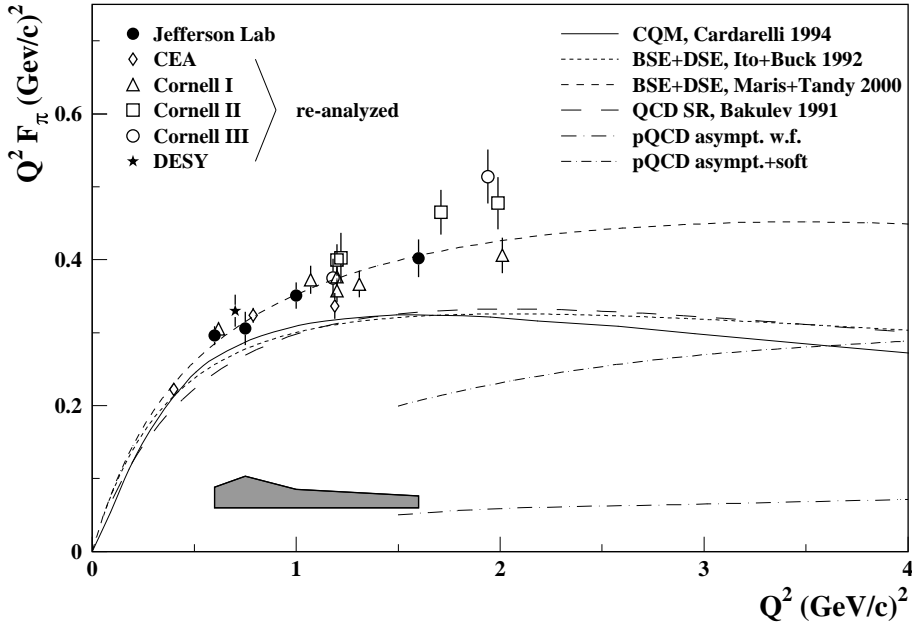 Q² Fπ (Gev/c)²
0.6
0.4
0.2
0
Jefferson Lab
CEA
Cornell I
Cornell II
Cornell III
DESY
re-analyzed
CQM, Cardarelli 1994
BSE+DSE, Ito+Buck 1992
BSE+DSE, Maris+Tandy 2000
QCD SR, Bakulev 1991
pQCD asympt. w.f.
pQCD asympt.+soft
0 1 2 3 4
Q² (GeV/c)²